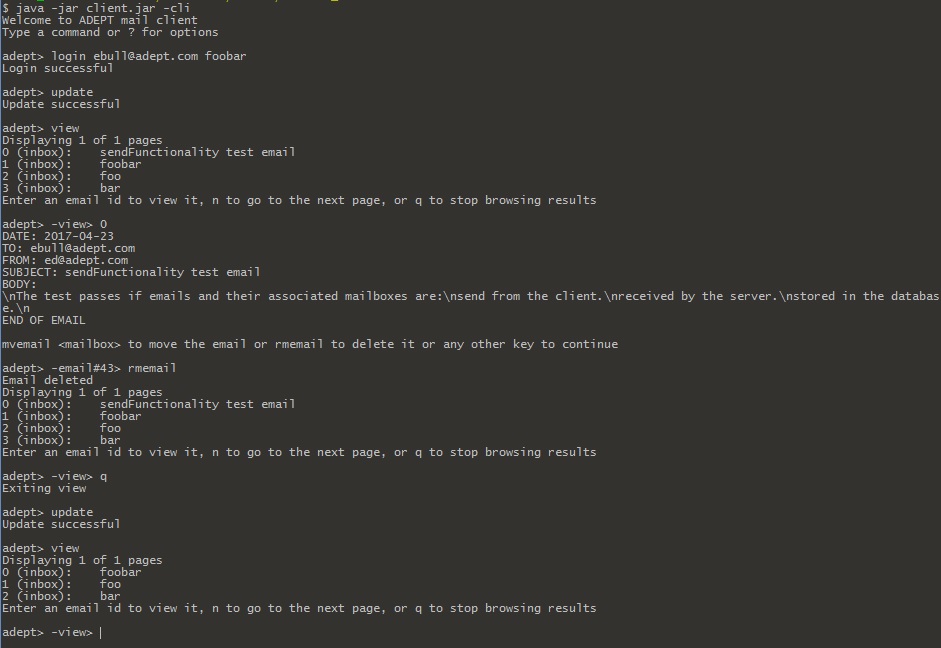 $ java -jar client.jar -cli
Welcome to ADEPT mail client
Type a command or ? for options
adept> login ebull@adept.com foobar
Login successful
adept> update
Update successful
adept> view
Displaying 1 of 1 pages
0 (inbox):    sendFunctionality test email
1 (inbox):    foobar
2 (inbox):    foo
3 (inbox):    bar
Enter an email id to view it, n to go to the next page, or q to stop browsing results
adept> -view> 0
DATE: 2017-04-23
TO: ebull@adept.com
FROM: ed@adept.com
SUBJECT: sendFunctionality test email
BODY:
\nThe test passes if emails and their associated mailboxes are:\nsend from the client.\nreceived by the server.\nstored in the databas
e.\n
END OF EMAIL
mvemail <mailbox> to move the email or rmemail to delete it or any other key to continue
adept> -email#43> rmemail
Email deleted
Displaying 1 of 1 pages
0 (inbox):    sendFunctionality test email
1 (inbox):    foobar
2 (inbox):    foo
3 (inbox):    bar
Enter an email id to view it, n to go to the next page, or q to stop browsing results
adept> -view> q
Exiting view
adept> update
Update successful
adept> view
Displaying 1 of 1 pages
0 (inbox):    foobar
1 (inbox):    foo
2 (inbox):    bar
Enter an email id to view it, n to go to the next page, or q to stop browsing results
adept> -view>